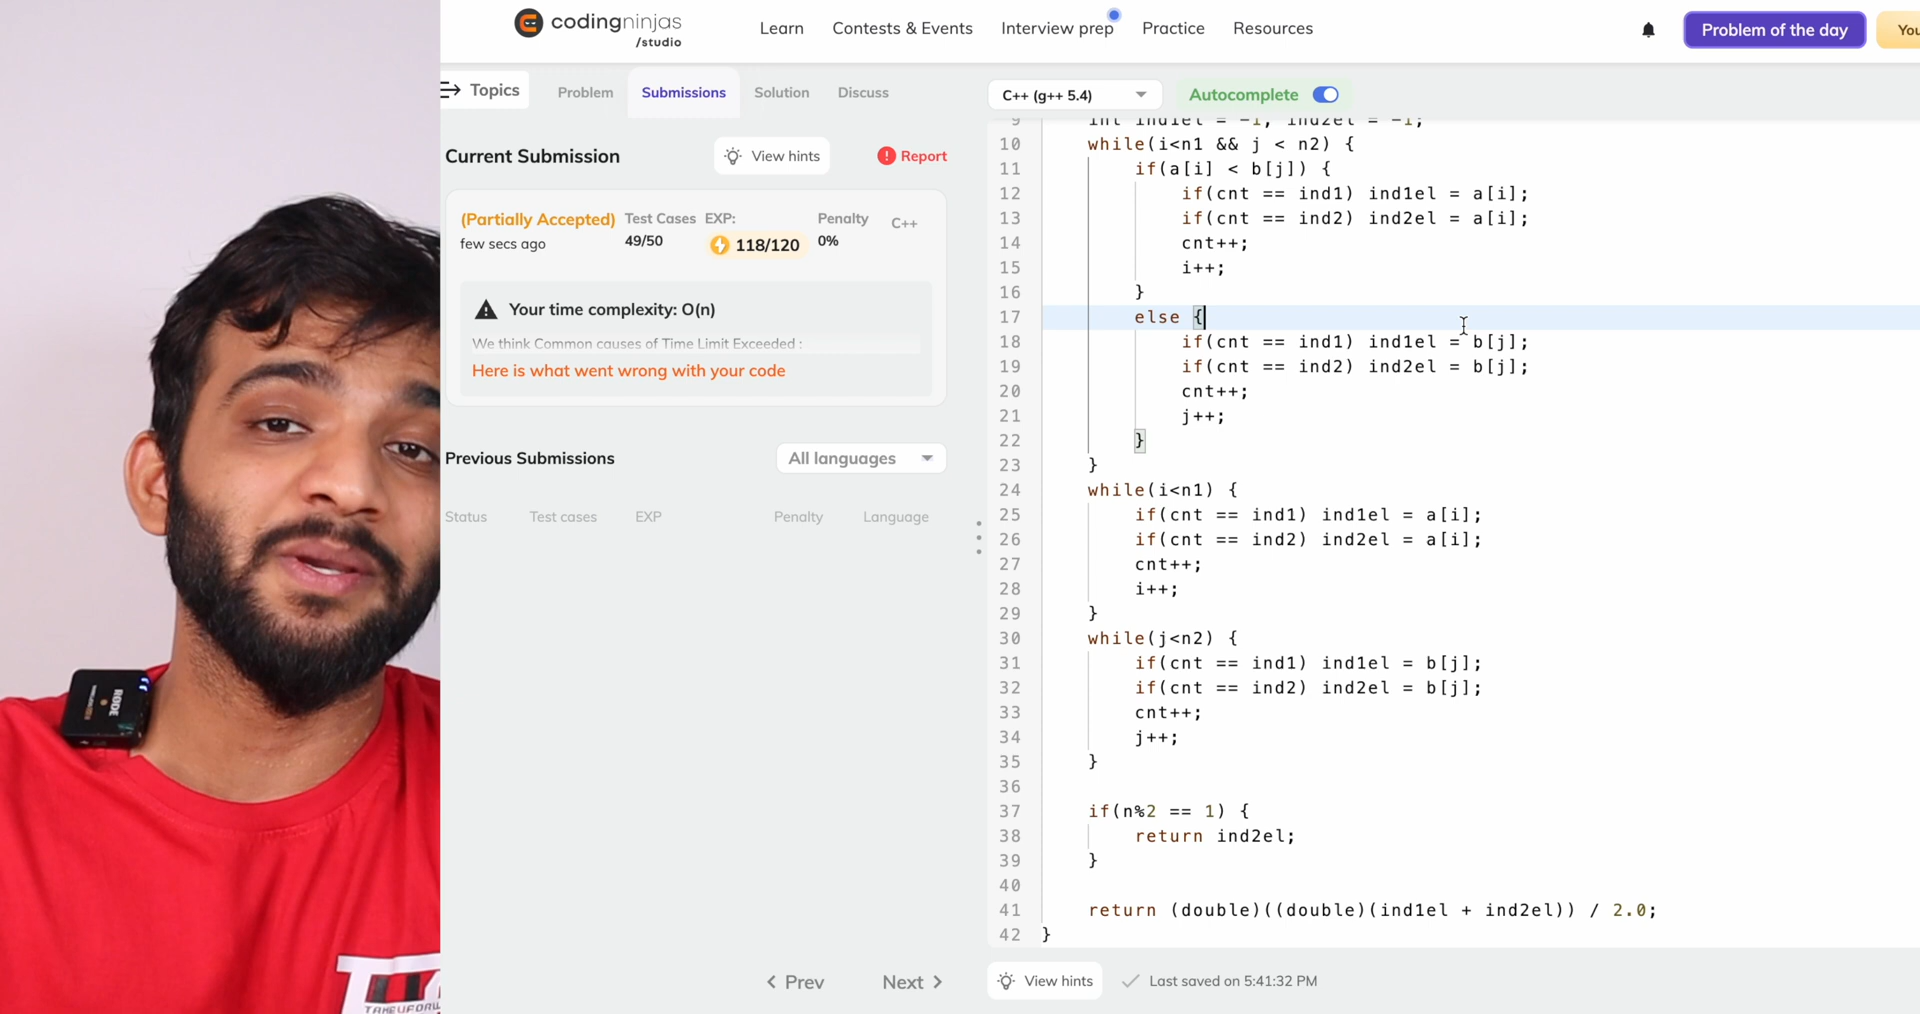 codingninjas
/studio
Learn
Contests & Events
Interview prep
Practice
Resources
Problem of the day
You
Topics
Problem
Submissions
Solution
Discuss
C++ (g++ 5.4)
Autocomplete
Current Submission
View hints
Report
(Partially Accepted)
few secs ago
Test Cases
49/50
EXP:
118/120
Penalty
0%
C++
Your time complexity: O(n)
We think Common causes of Time Limit Exceeded :
Here is what went wrong with your code
Previous Submissions
All languages
Status
Test cases
EXP
Penalty
Language
Prev
Next
9 int ind1el = -1, ind2el = -1;
10 while(i<n1 && j < n2) {
11 if(a[i] < b[j]) {
12 if(cnt == ind1) ind1el = a[i];
13 if(cnt == ind2) ind2el = a[i];
14 cnt++;
15 i++;
16 }
17 else {
18 if(cnt == ind1) ind1el = b[j];
19 if(cnt == ind2) ind2el = b[j];
20 cnt++;
21 j++;
22 }
23 }
24 while(i<n1) {
25 if(cnt == ind1) ind1el = a[i];
26 if(cnt == ind2) ind2el = a[i];
27 cnt++;
28 i++;
29 }
30 while(j<n2) {
31 if(cnt == ind1) ind1el = b[j];
32 if(cnt == ind2) ind2el = b[j];
33 cnt++;
34 j++;
35 }
36
37 if(n%2 == 1) {
38 return ind2el;
39 }
40
41 return (double)((double)(ind1el + ind2el)) / 2.0;
42 }
View hints
Last saved on 5:41:32 PM
RODE